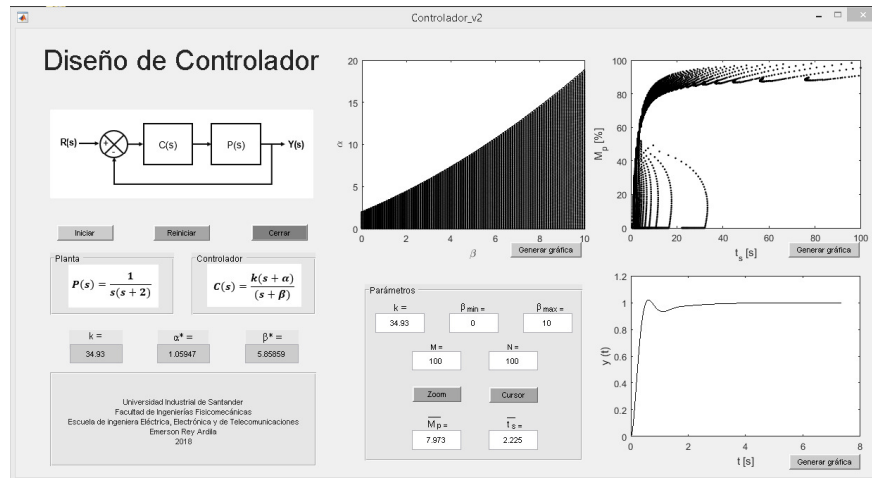 Controlador_v2
Diseño de Controlador
R(s)
+
-
C(s)
P(s)
Y(s)
Iniciar
Reiniciar
Cerrar
Planta
P(s) = 1 / s(s + 2)
Controlador
C(s) = k(s + α) / (s + β)
k =
α* =
β* =
34.93
1.05947
5.85859
Universidad Industrial de Santander
Facultad de Ingenierías Fisicomecánicas
Escuela de ingeniera Eléctrica, Electrónica y de Telecomunicaciones
Emerson Rey Ardila
2018
20
15
10
5
0
α
0
2
4
6
8
10
β
Generar gráfica
100
80
60
40
20
0
Mp [%]
0
20
40
60
80
100
ts [s]
Generar gráfica
Parámetros
k =
βmin =
βmax =
34.93
0
10
M =
N =
100
100
Zoom
Cursor
Mp =
ts =
7.973
2.225
1.2
1
0.8
0.6
0.4
0.2
0
y (t)
0
2
4
6
8
t [s]
Generar gráfica